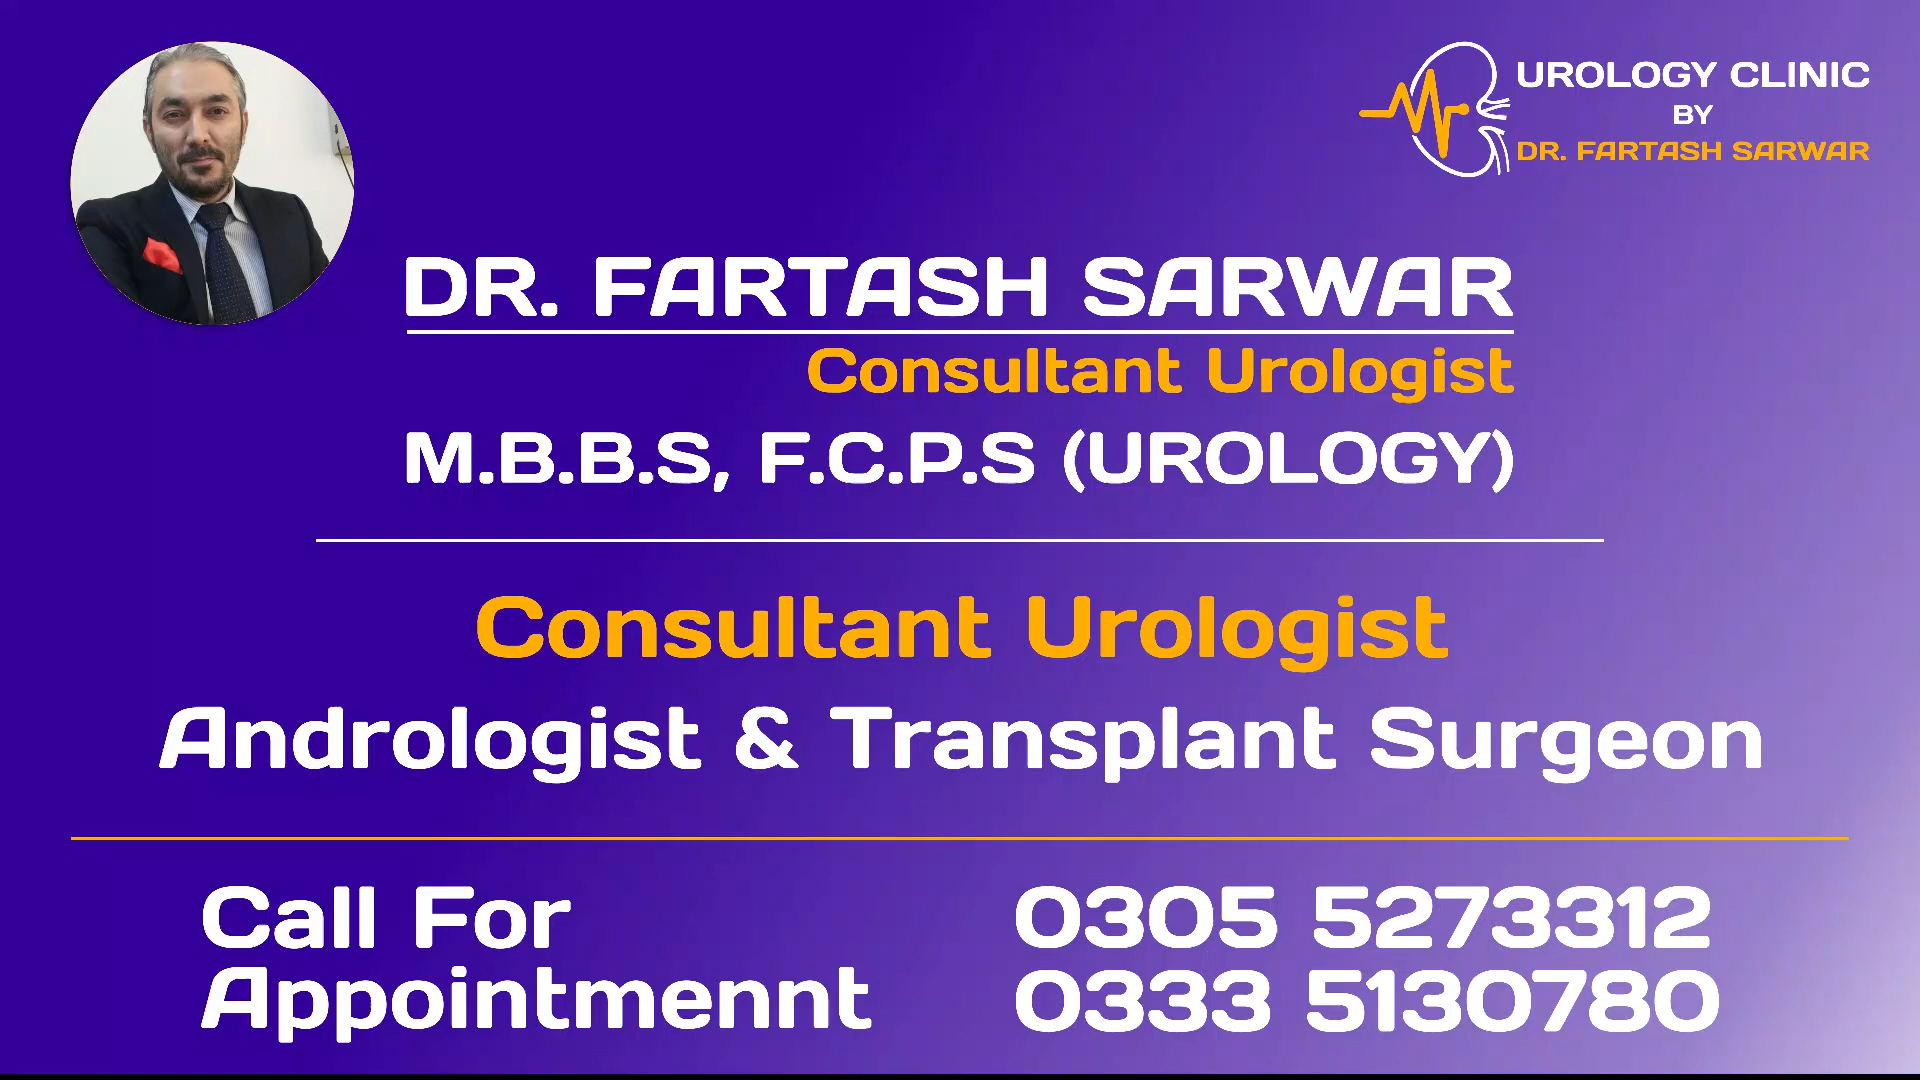 UROLOGY CLINIC
BY
DR. FARTASH SARWAR
DR. FARTASH SARWAR
Consultant Urologist
M.B.B.S, F.C.P.S (UROLOGY)
Consultant Urologist
Andrologist & Transplant Surgeon
Call For
Appointmennt
0305 5273312
0333 5130780